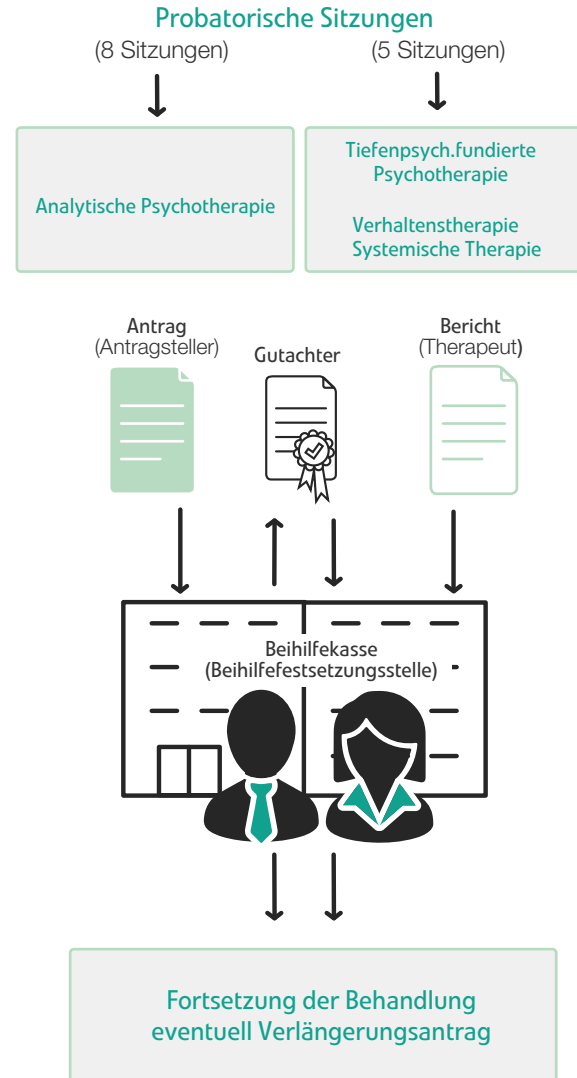 Probatorische Sitzungen
(8 Sitzungen)
(5 Sitzungen)
Analytische Psychotherapie
Tiefenpsych.fundierte
Psychotherapie
Verhaltenstherapie
Systemische Therapie
Antrag
(Antragsteller)
Gutachter
Bericht
(Therapeut)
Beihilfekasse
(Beihilfefestsetzungsstelle)
Fortsetzung der Behandlung
eventuell Verlängerungsantrag